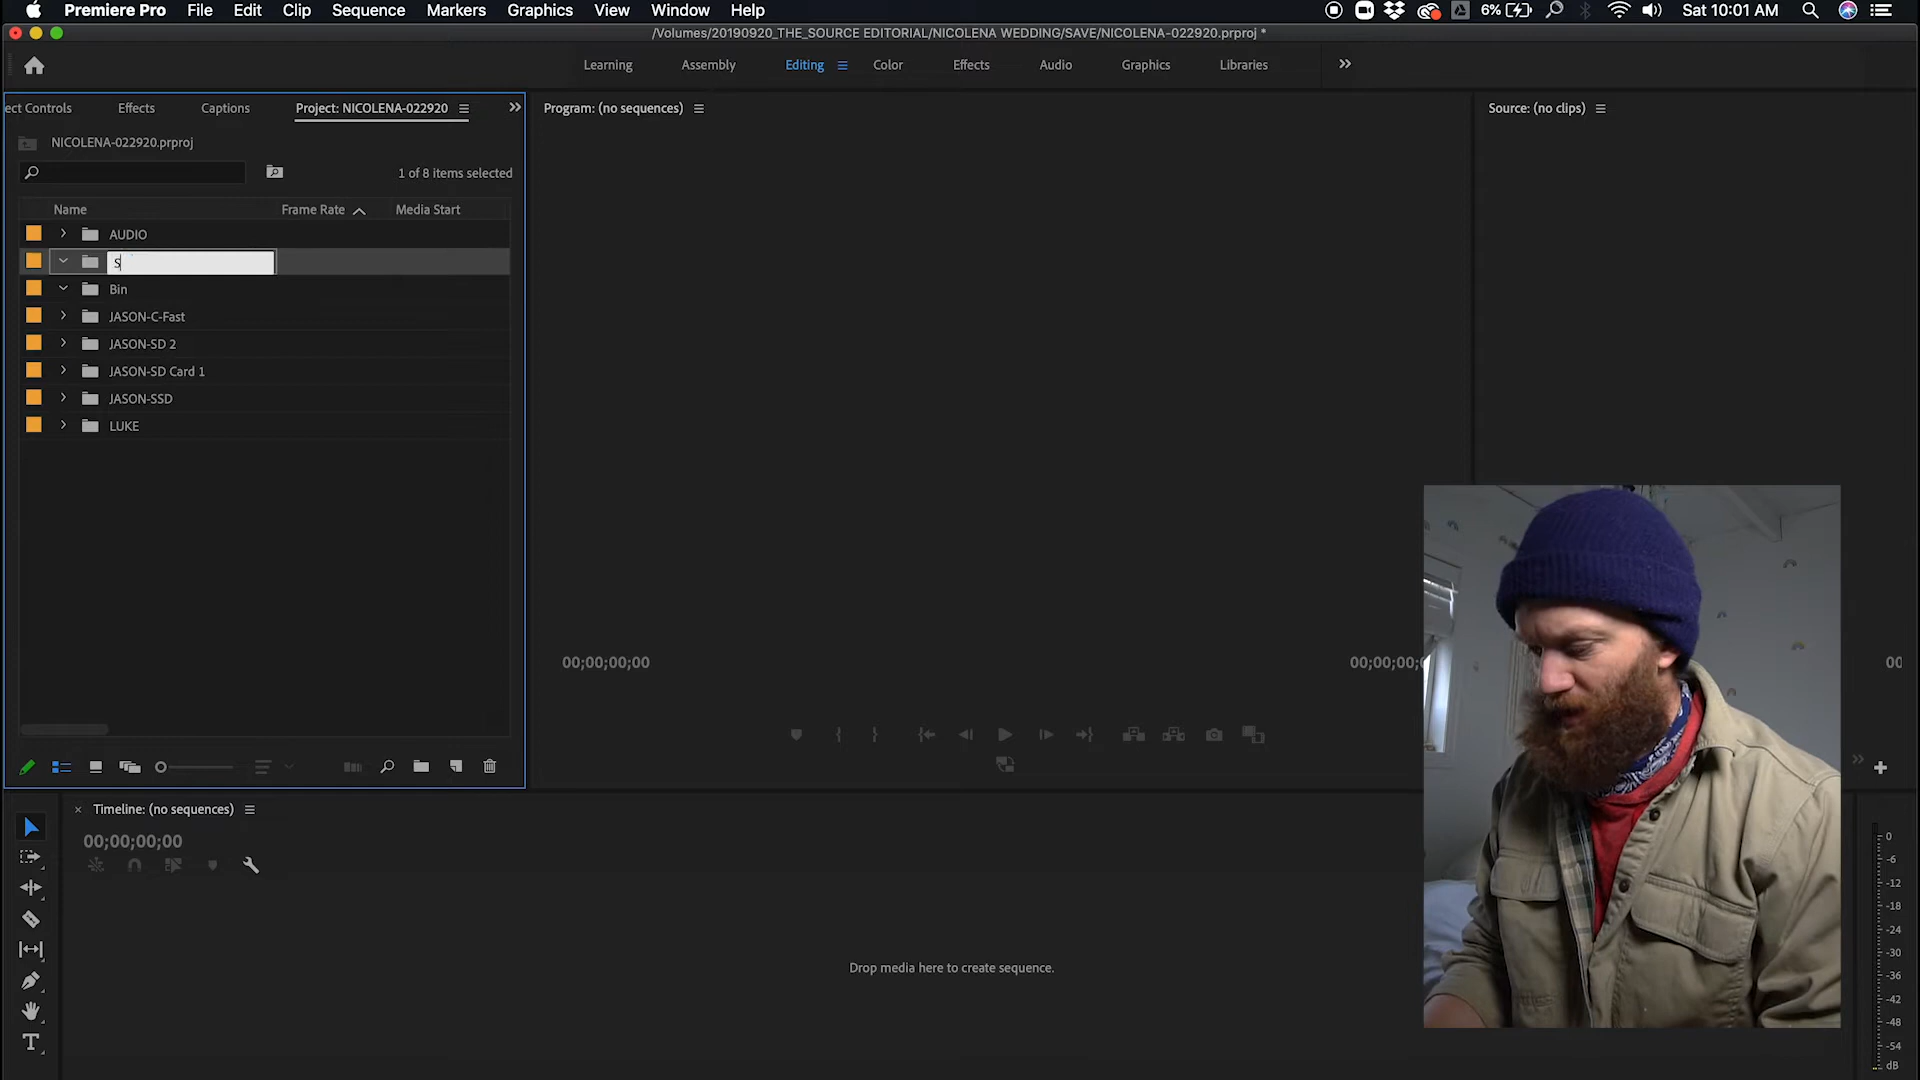 Premiere Pro File Edit Clip Sequence Markers Graphics View Window Help 6% Sat 10:01 AM
/Volumes/20190920_THE_SOURCE EDITORIAL/NICOLENA WEDDING/SAVE/NICOLENA-022920.prproj *
Learning Assembly Editing Color Effects Audio Graphics Libraries
ect Controls Effects Captions Project: NICOLENA-022920 Program: (no sequences) Source: (no clips)
NICOLENA-022920.prproj
1 of 8 items selected
Name Frame Rate Media Start
AUDIO
S
Bin
JASON-C-Fast
JASON-SD 2
JASON-SD Card 1
JASON-SSD
LUKE
00;00;00;00 00;00;00;0 00
Timeline: (no sequences)
00;00;00;00
Drop media here to create sequence.
0
-6
-12
-18
-24
-30
-36
-42
-48
-54
dB